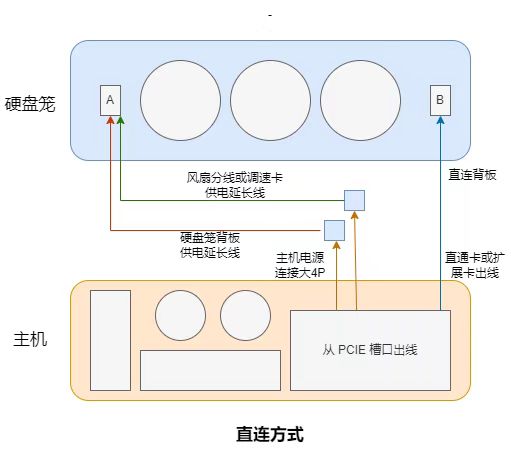 -
硬盘笼
A
B
风扇分线或调速卡
供电延长线
直连背板
硬盘笼背板
供电延长线
主机电源
连接大4P
直通卡或扩
展卡出线
主机
从 PCIE 槽口出线
直连方式